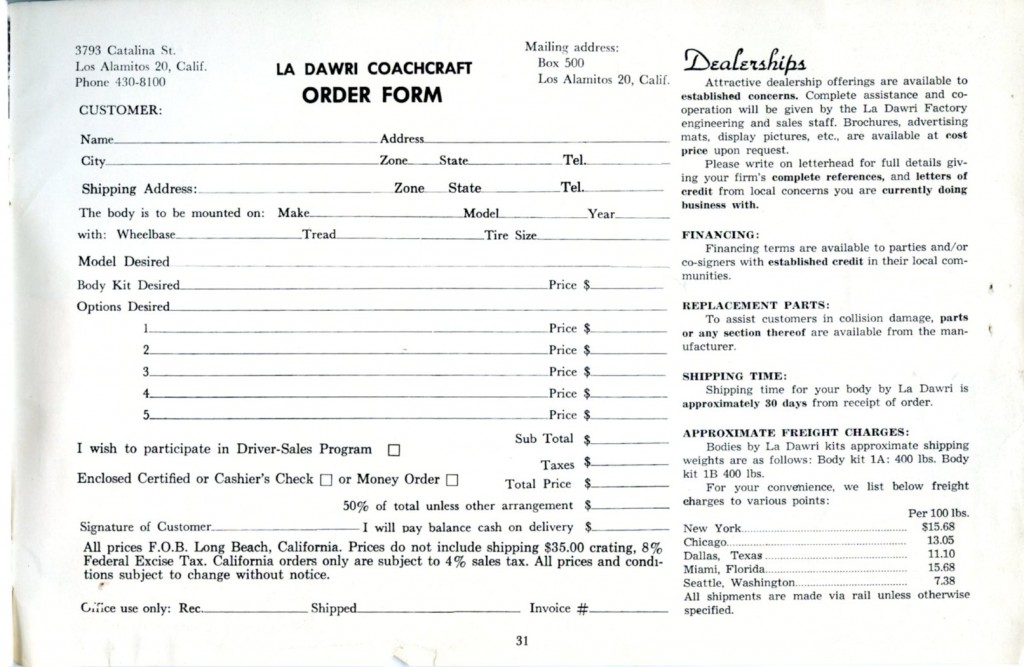 3793 Catalina St.
Los Alamitos 20, Calif.
Phone 430-8100
LA DAWRI COACHCRAFT
ORDER FORM
Mailing address:
Box 500
Los Alamitos 20, Calif.
CUSTOMER:
Name Address
City Zone State Tel.
Shipping Address: Zone State Tel.
The body is to be mounted on: Make Model Year
with: Wheelbase Tread Tire Size
Model Desired
Body Kit Desired Price $
Options Desired
1 Price $
2 Price $
3 Price $
4 Price $
5 Price $
Sub Total $
I wish to participate in Driver-Sales Program ☐
Taxes $
Enclosed Certified or Cashier's Check ☐ or Money Order ☐ Total Price $
50% of total unless other arrangement $
Signature of Customer I will pay balance cash on delivery $
All prices F.O.B. Long Beach, California. Prices do not include shipping $35.00 crating, 8%
Federal Excise Tax. California orders only are subject to 4% sales tax. All prices and condi-
tions subject to change without notice.
Office use only: Rec. Shipped Invoice #
Dealerships
Attractive dealership offerings are available to
established concerns. Complete assistance and co-
operation will be given by the La Dawri Factory
engineering and sales staff. Brochures, advertising
mats, display pictures, etc., are available at cost
price upon request.
Please write on letterhead for full details giv-
ing your firm's complete references, and letters of
credit from local concerns you are currently doing
business with.
FINANCING:
Financing terms are available to parties and/or
co-signers with established credit in their local com-
munities.
REPLACEMENT PARTS:
To assist customers in collision damage, parts
or any section thereof are available from the man-
ufacturer.
SHIPPING TIME:
Shipping time for your body by La Dawri is
approximately 30 days from receipt of order.
APPROXIMATE FREIGHT CHARGES:
Bodies by La Dawri kits approximate shipping
weights are as follows: Body kit 1A: 400 lbs. Body
kit 1B 400 lbs.
For your convenience, we list below freight
charges to various points:
Per 100 lbs.
New York $15.68
Chicago 13.05
Dallas, Texas 11.10
Miami, Florida 15.68
Seattle, Washington 7.38
All shipments are made via rail unless otherwise
specified.
31